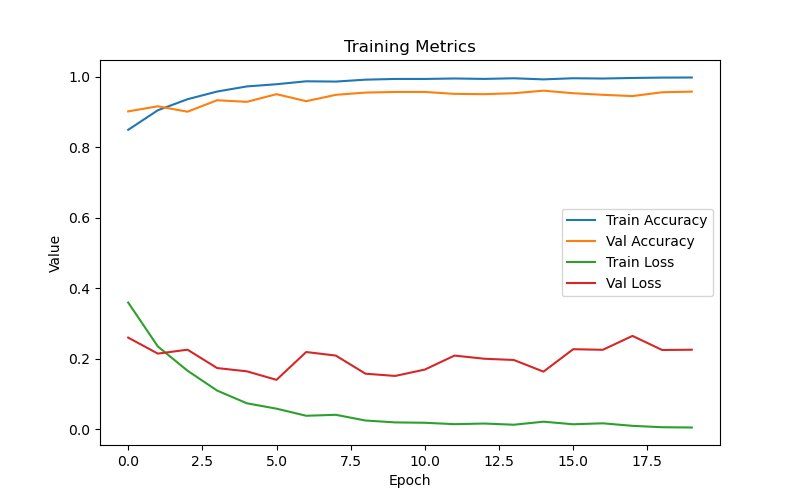 Training Metrics
1.0
0.8
0.6
0.4
0.2
0.0
Value
Train Accuracy
Val Accuracy
Train Loss
Val Loss
0.0 2.5 5.0 7.5 10.0 12.5 15.0 17.5
Epoch